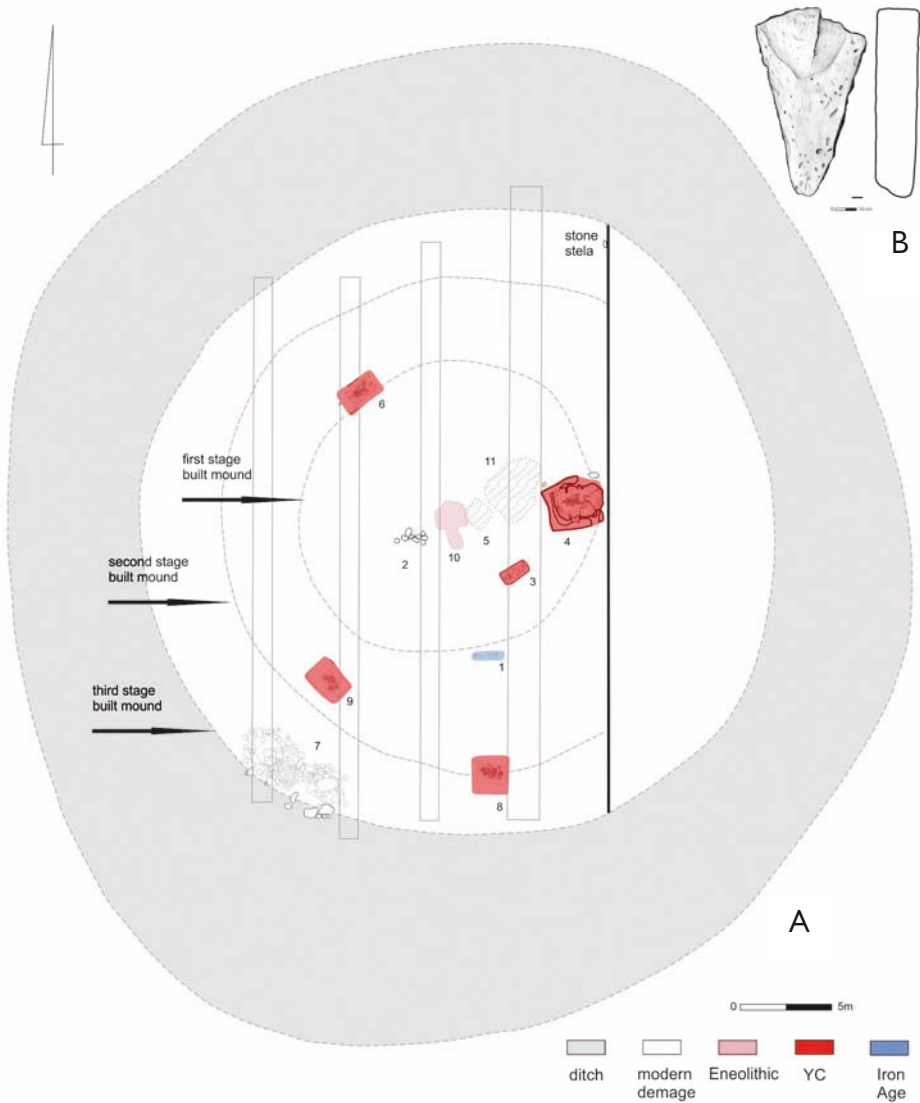 stone
stela
B
6
first stage
built mound
11
2
10
5
4
3
second stage
built mound
1
9
third stage
built mound
7
8
A
0 5m
ditch
modern
demage
Eneolithic
YC
Iron
Age